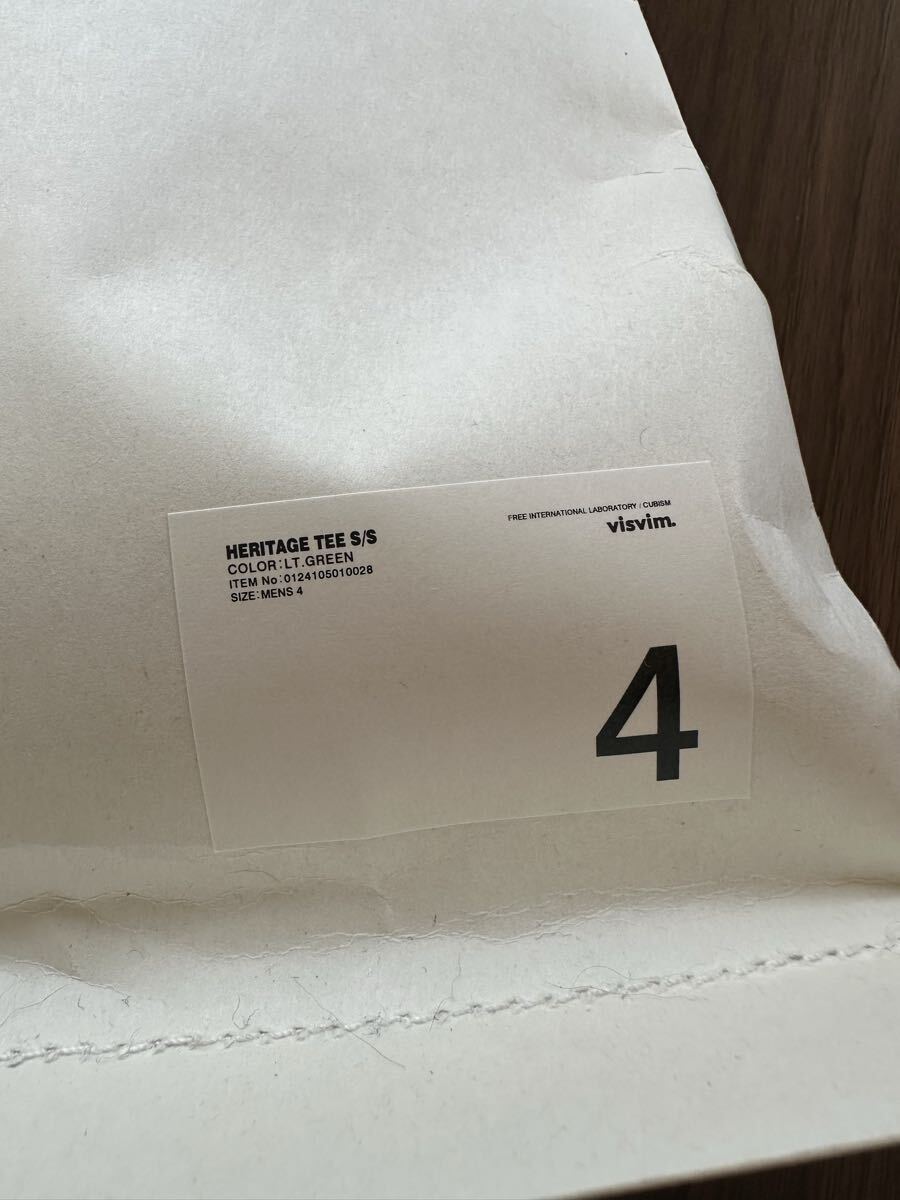 HERITAGE TEE S/S
COLOR:LT.GREEN
ITEM No:0124105010028
SIZE:MENS 4
FREE INTERNATIONAL LABORATORY / CUBISM
visvim.
4